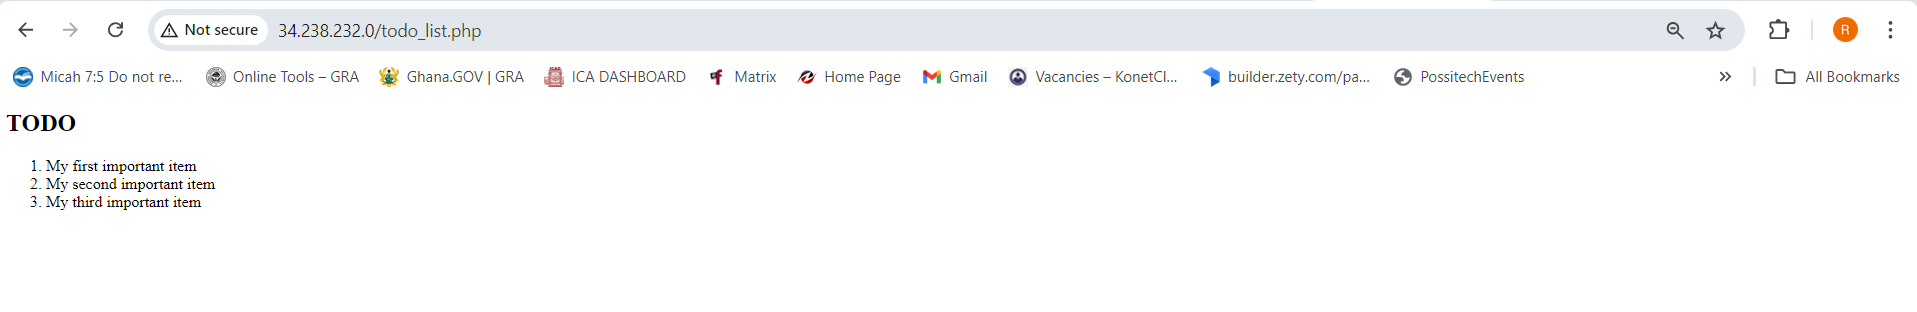 Not secure 34.238.232.0/todo_list.php R
Micah 7:5 Do not re... Online Tools – GRA Ghana.GOV | GRA ICA DASHBOARD Matrix Home Page Gmail Vacancies – KonetCl... builder.zety.com/pa... PossitechEvents » All Bookmarks
TODO
1. My first important item
2. My second important item
3. My third important item